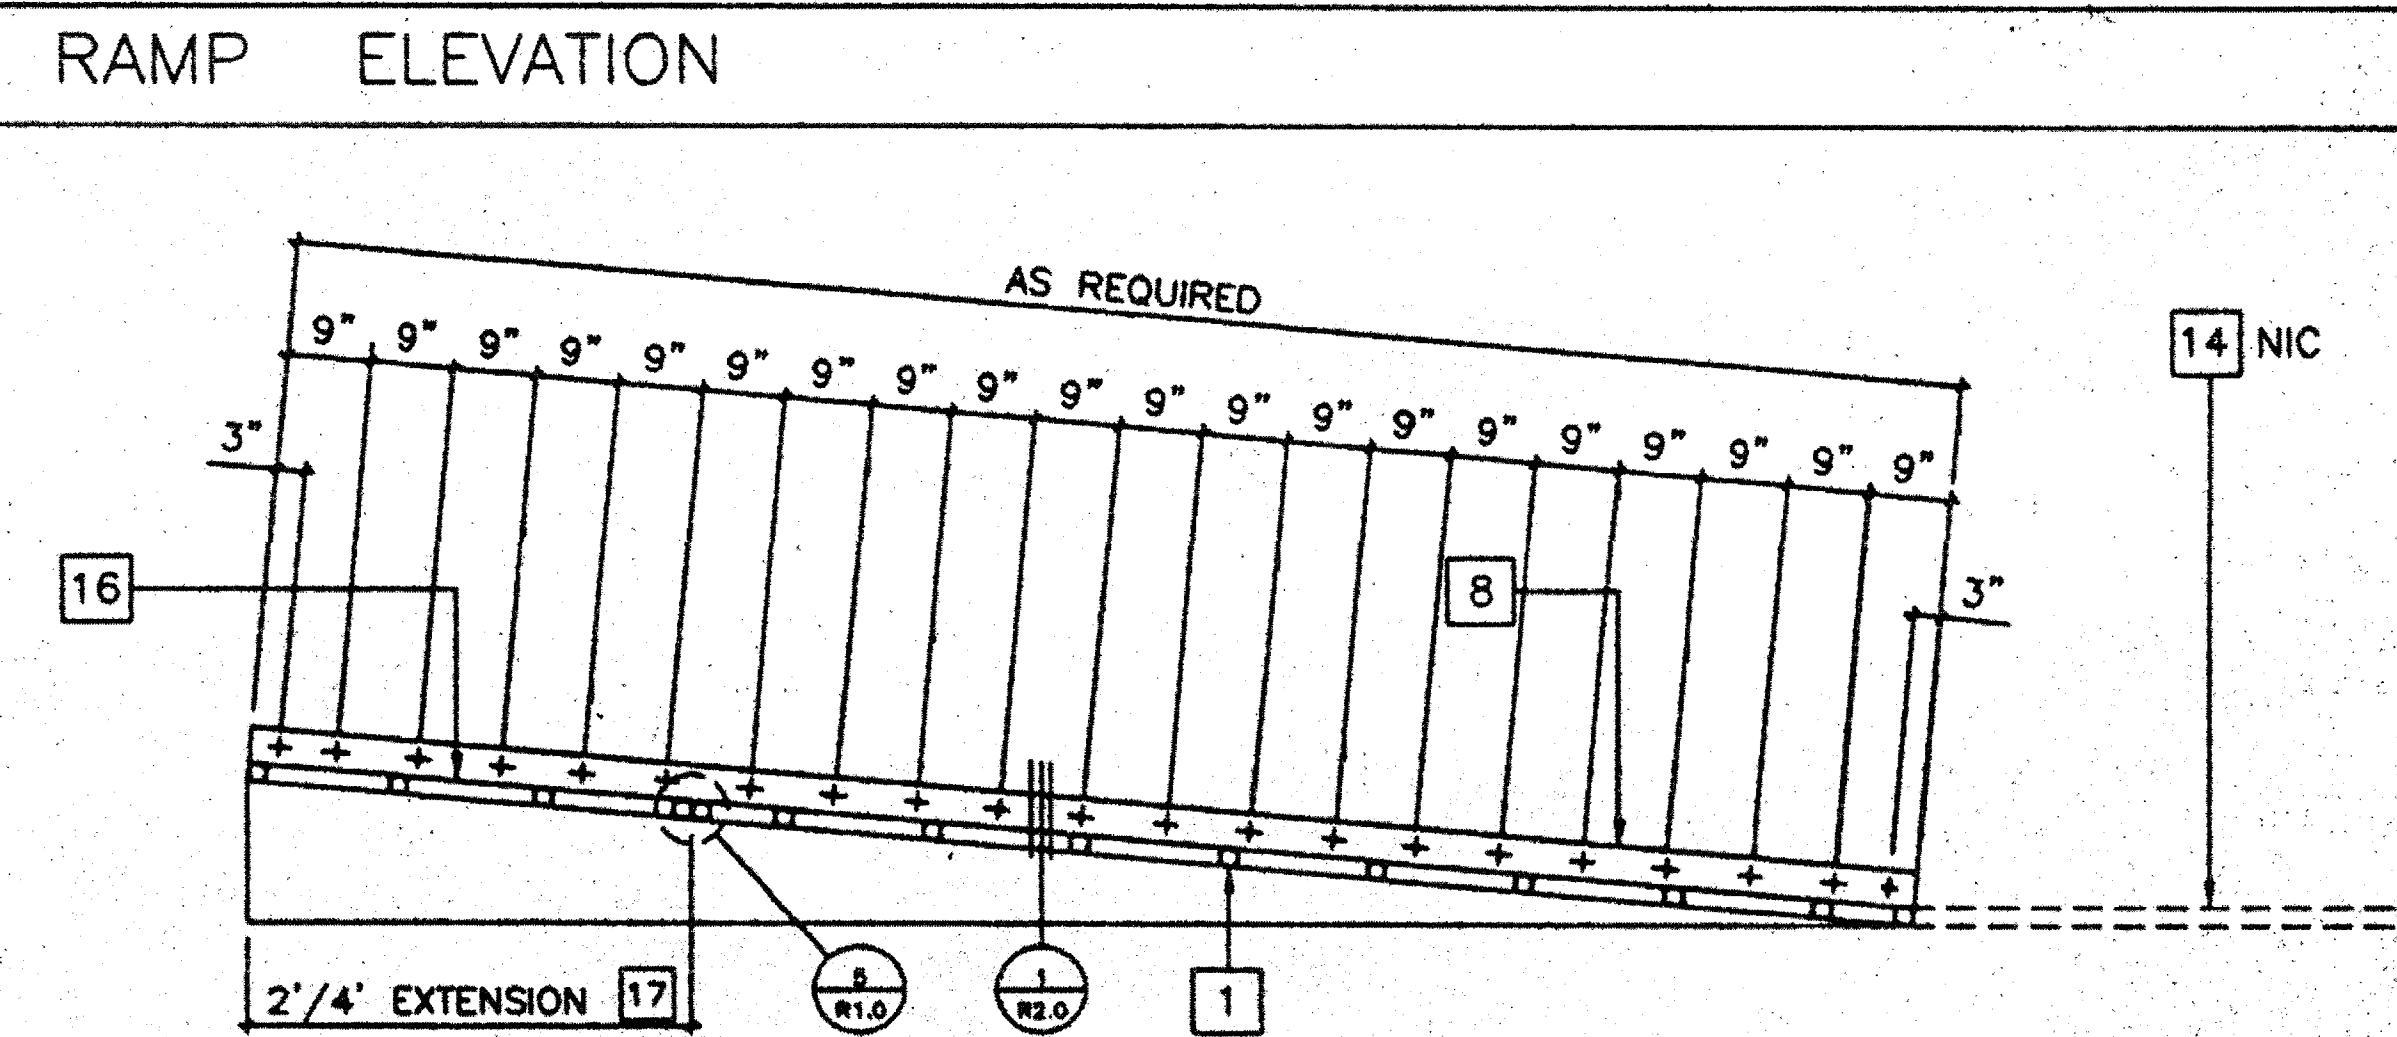 RAMP ELEVATION
AS REQUIRED
9" 9" 9" 9" 9" 9" 9" 9" 9" 9" 9" 9" 9" 9" 9" 9" 9" 9" 9" 9"
14 NIC
3"
16
8
3"
2'/4' EXTENSION 17
5
R1.0
1
R2.0
1